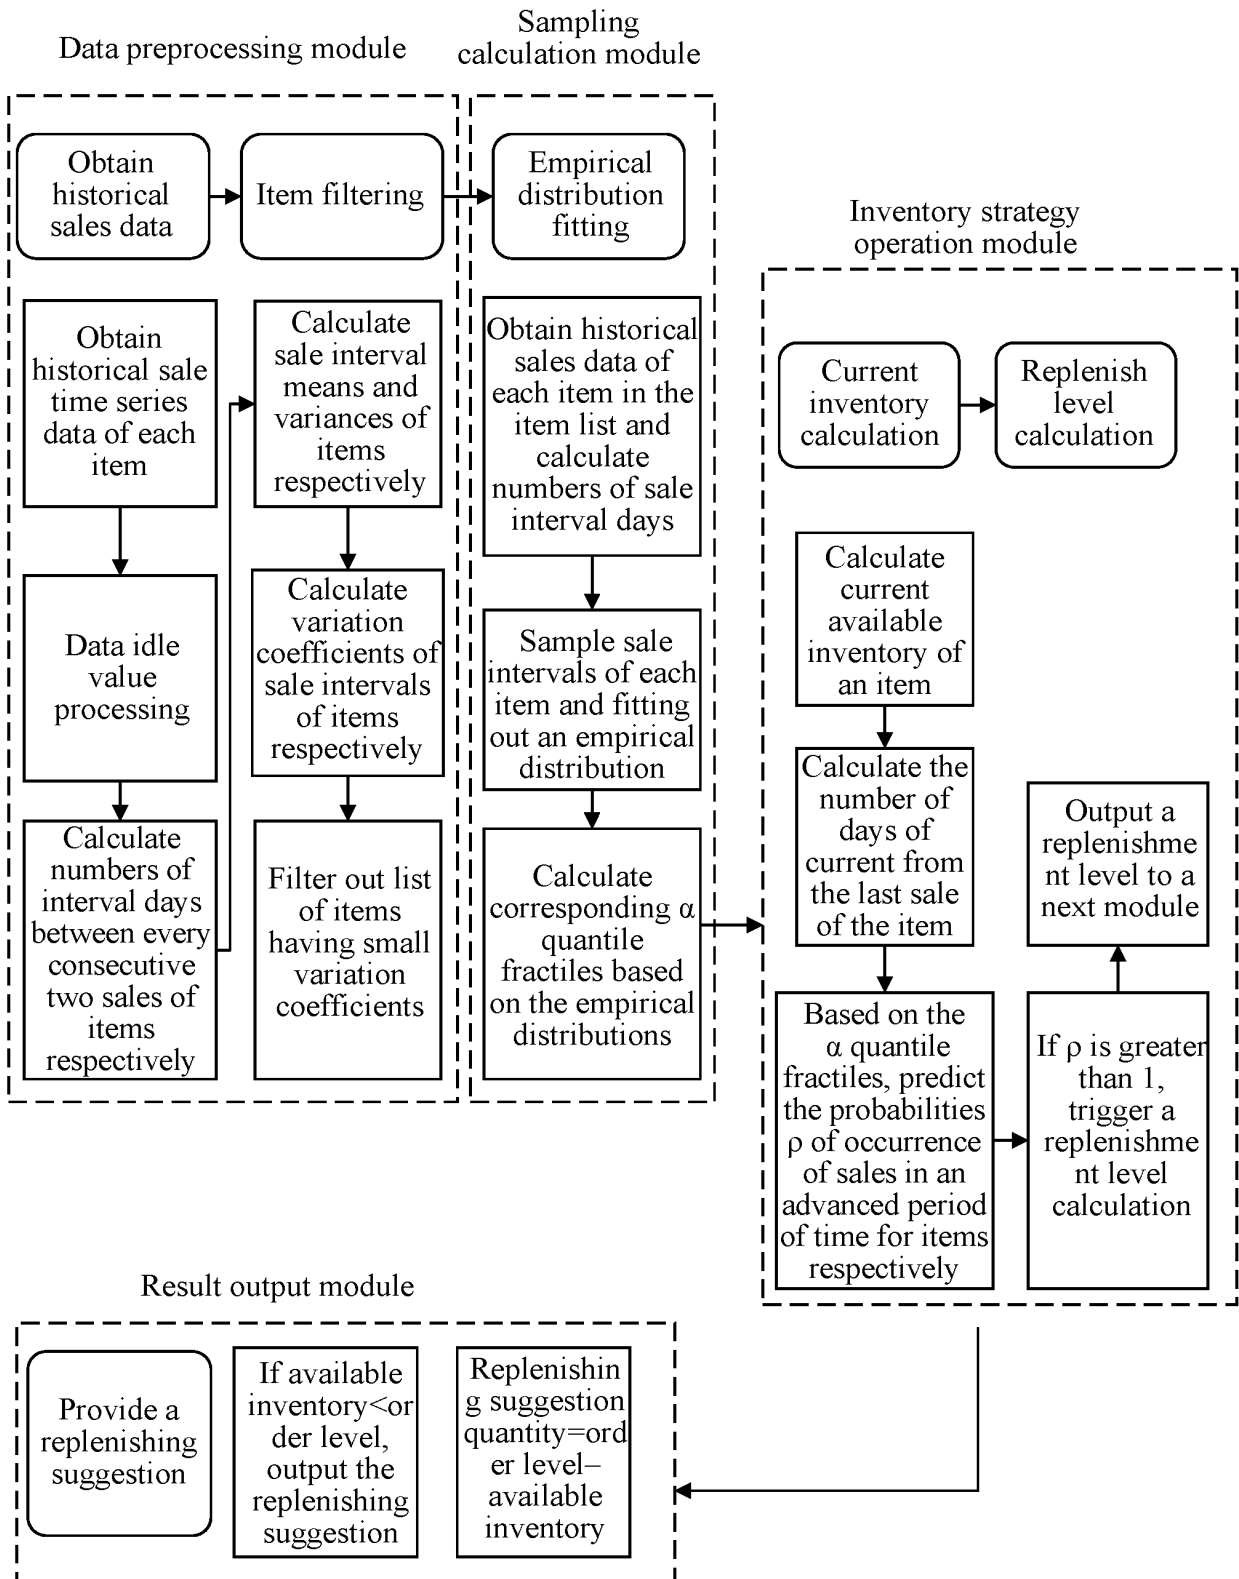 Data preprocessing module
Sampling
calculation module
Obtain
historical
sales data
Item filtering
Empirical
distribution
fitting
Obtain
historical sale
time series
data of each
item
Data idle
value
processing
Calculate
numbers of
interval days
between every
consecutive
two sales of
items
respectively
Calculate
sale interval
means and
variances of
items
respectively
Calculate
variation
coefficients of
sale intervals
of items
respectively
Filter out list
of items
having small
variation
coefficients
Obtain historical
sales data of
each item in the
item list and
calculate
numbers of sale
interval days
Sample sale
intervals of each
item and fitting
out an empirical
distribution
Calculate
corresponding α
quantile
fractiles based
on the empirical
distributions
Inventory strategy
operation module
Current
inventory
calculation
Replenish
level
calculation
Calculate
current
available
inventory of
an item
Calculate the
number of
days of
current from
the last sale
of the item
Based on the
α quantile
fractiles, predict
the probabilities
ρ of occurrence
of sales in an
advanced period
of time for items
respectively
If ρ is greater
than 1,
trigger a
replenishme
nt level
calculation
Output a
replenishme
nt level to a
next module
Result output module
Provide a
replenishing
suggestion
If available
inventory<or
der level,
output the
replenishing
suggestion
Replenishin
g suggestion
quantity=ord
er level–
available
inventory